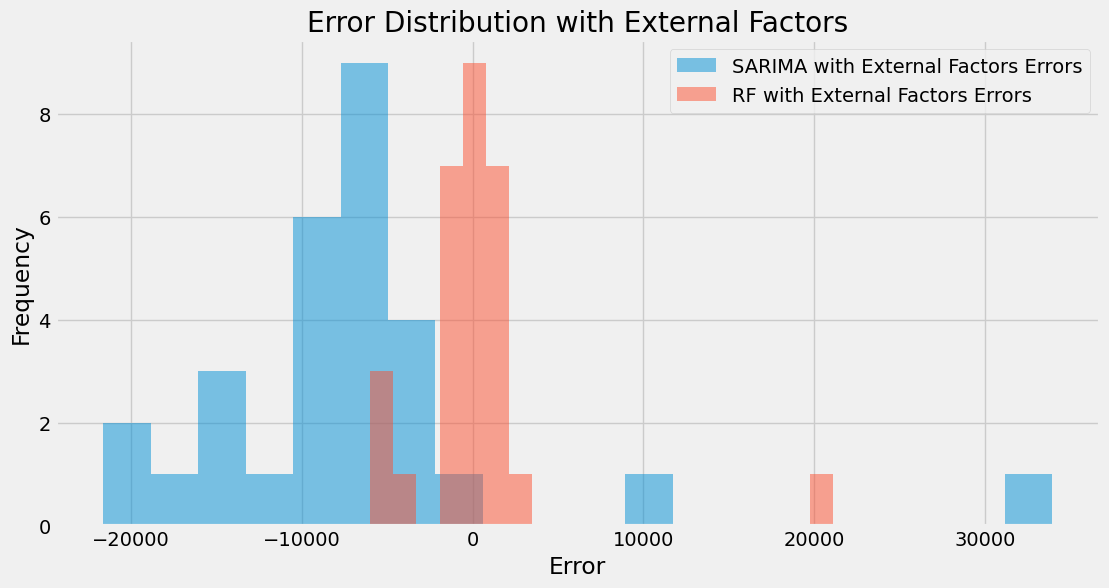 Error Distribution with External Factors
SARIMA with External Factors Errors
RF with External Factors Errors
Frequency
8
6
4
2
0
−20000 −10000 0 10000 20000 30000
Error